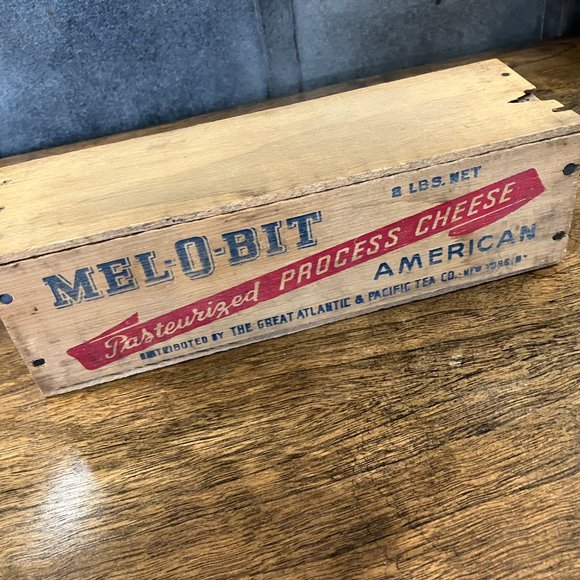 MEL-O-BIT
8 LBS. NET
Pasteurized PROCESS CHEESE
AMERICAN
DISTRIBUTED BY THE GREAT ATLANTIC & PACIFIC TEA CO.-NEW YORK,N.